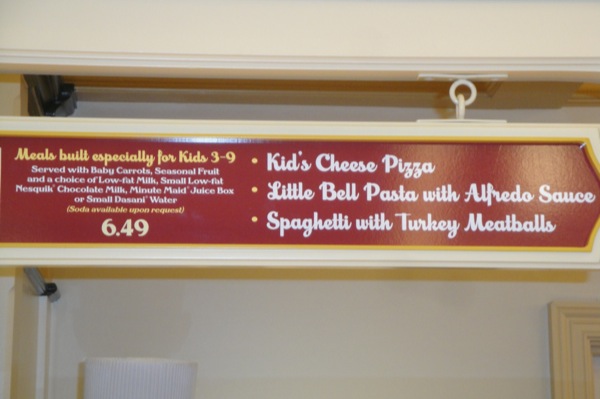 Meals built especially for Kids 3-9
Served with Baby Carrots, Seasonal Fruit
and a choice of Low-fat Milk, Small Low-fat
Nesquik® Chocolate Milk, Minute Maid® Juice Box
or Small Dasani® Water
(Soda available upon request)
6.49
• Kid's Cheese Pizza
• Little Bell Pasta with Alfredo Sauce
• Spaghetti with Turkey Meatballs